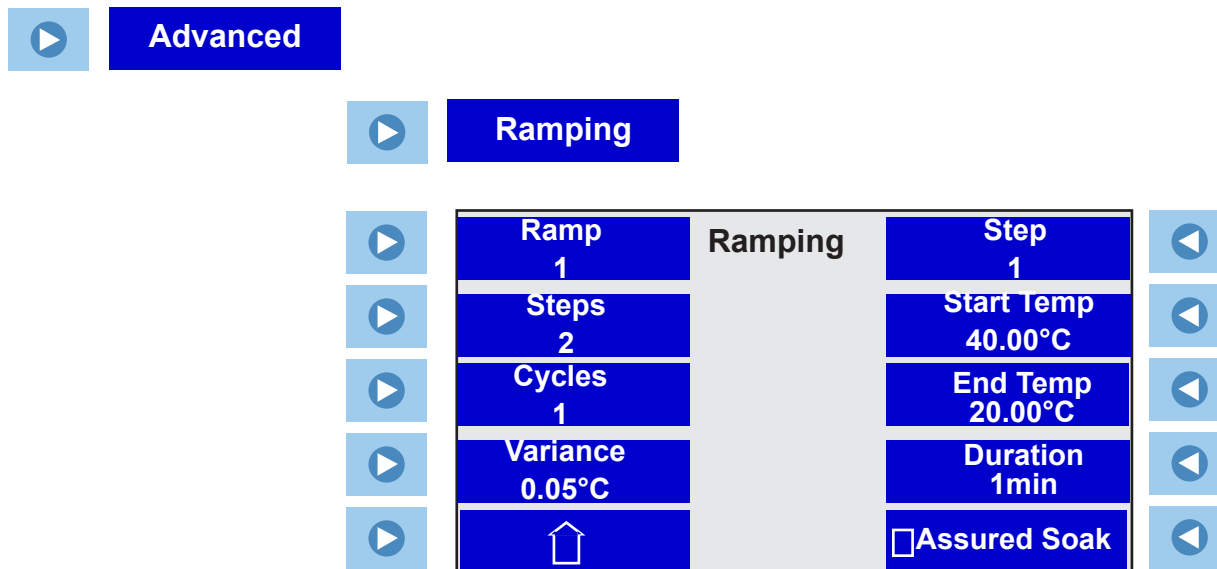 Advanced
Ramping
Ramp
1
Steps
2
Cycles
1
Variance
0.05°C
Ramping
Step
1
Start Temp
40.00°C
End Temp
20.00°C
Duration
1min
Assured Soak